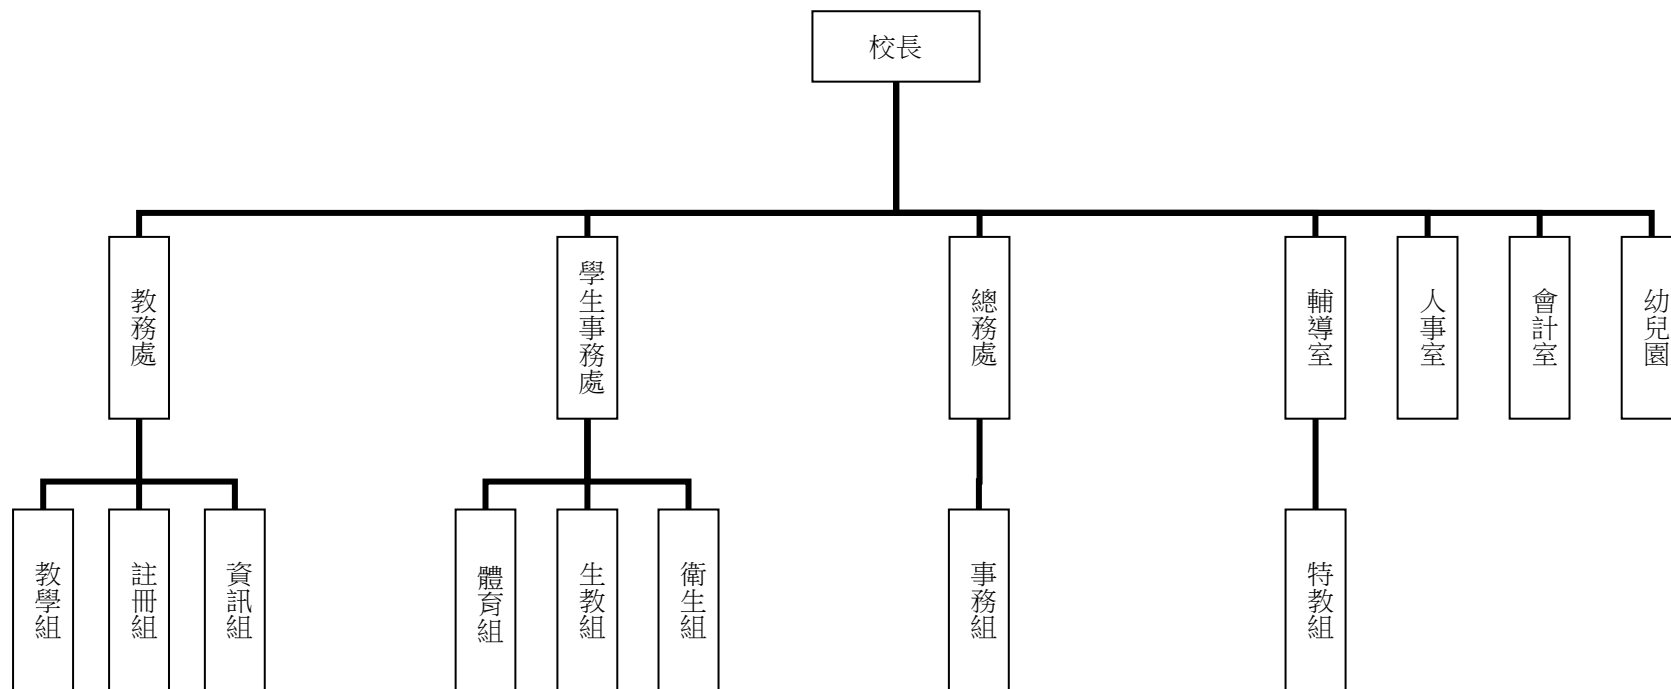 校長
教務處
學生事務處
總務處
輔導室
人事室
會計室
幼兒園
教學組
註冊組
資訊組
體育組
生教組
衛生組
事務組
特教組